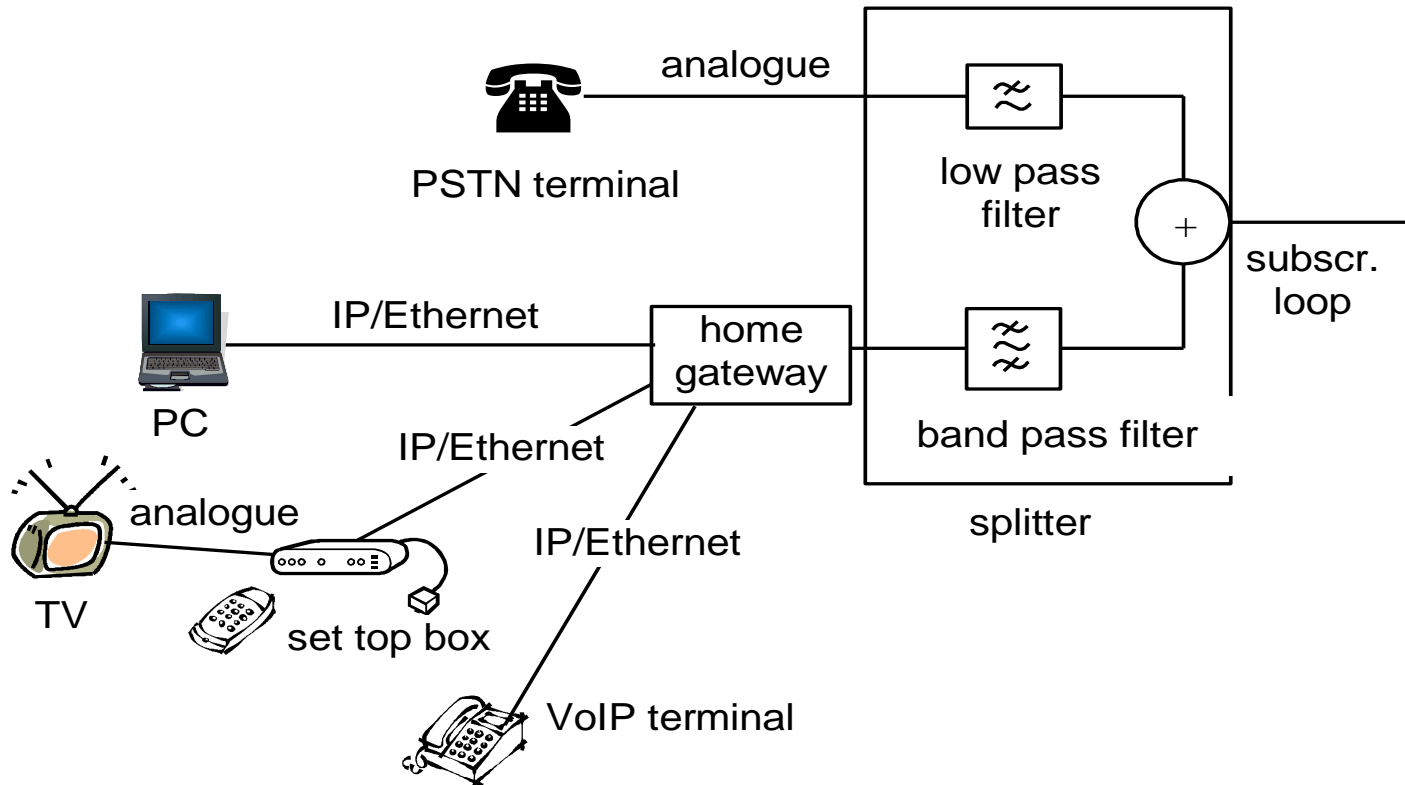 analogue
PSTN terminal
low pass
filter
+
subscr.
loop
IP/Ethernet
home
gateway
PC
band pass filter
IP/Ethernet
analogue
splitter
IP/Ethernet
TV
set top box
VoIP terminal